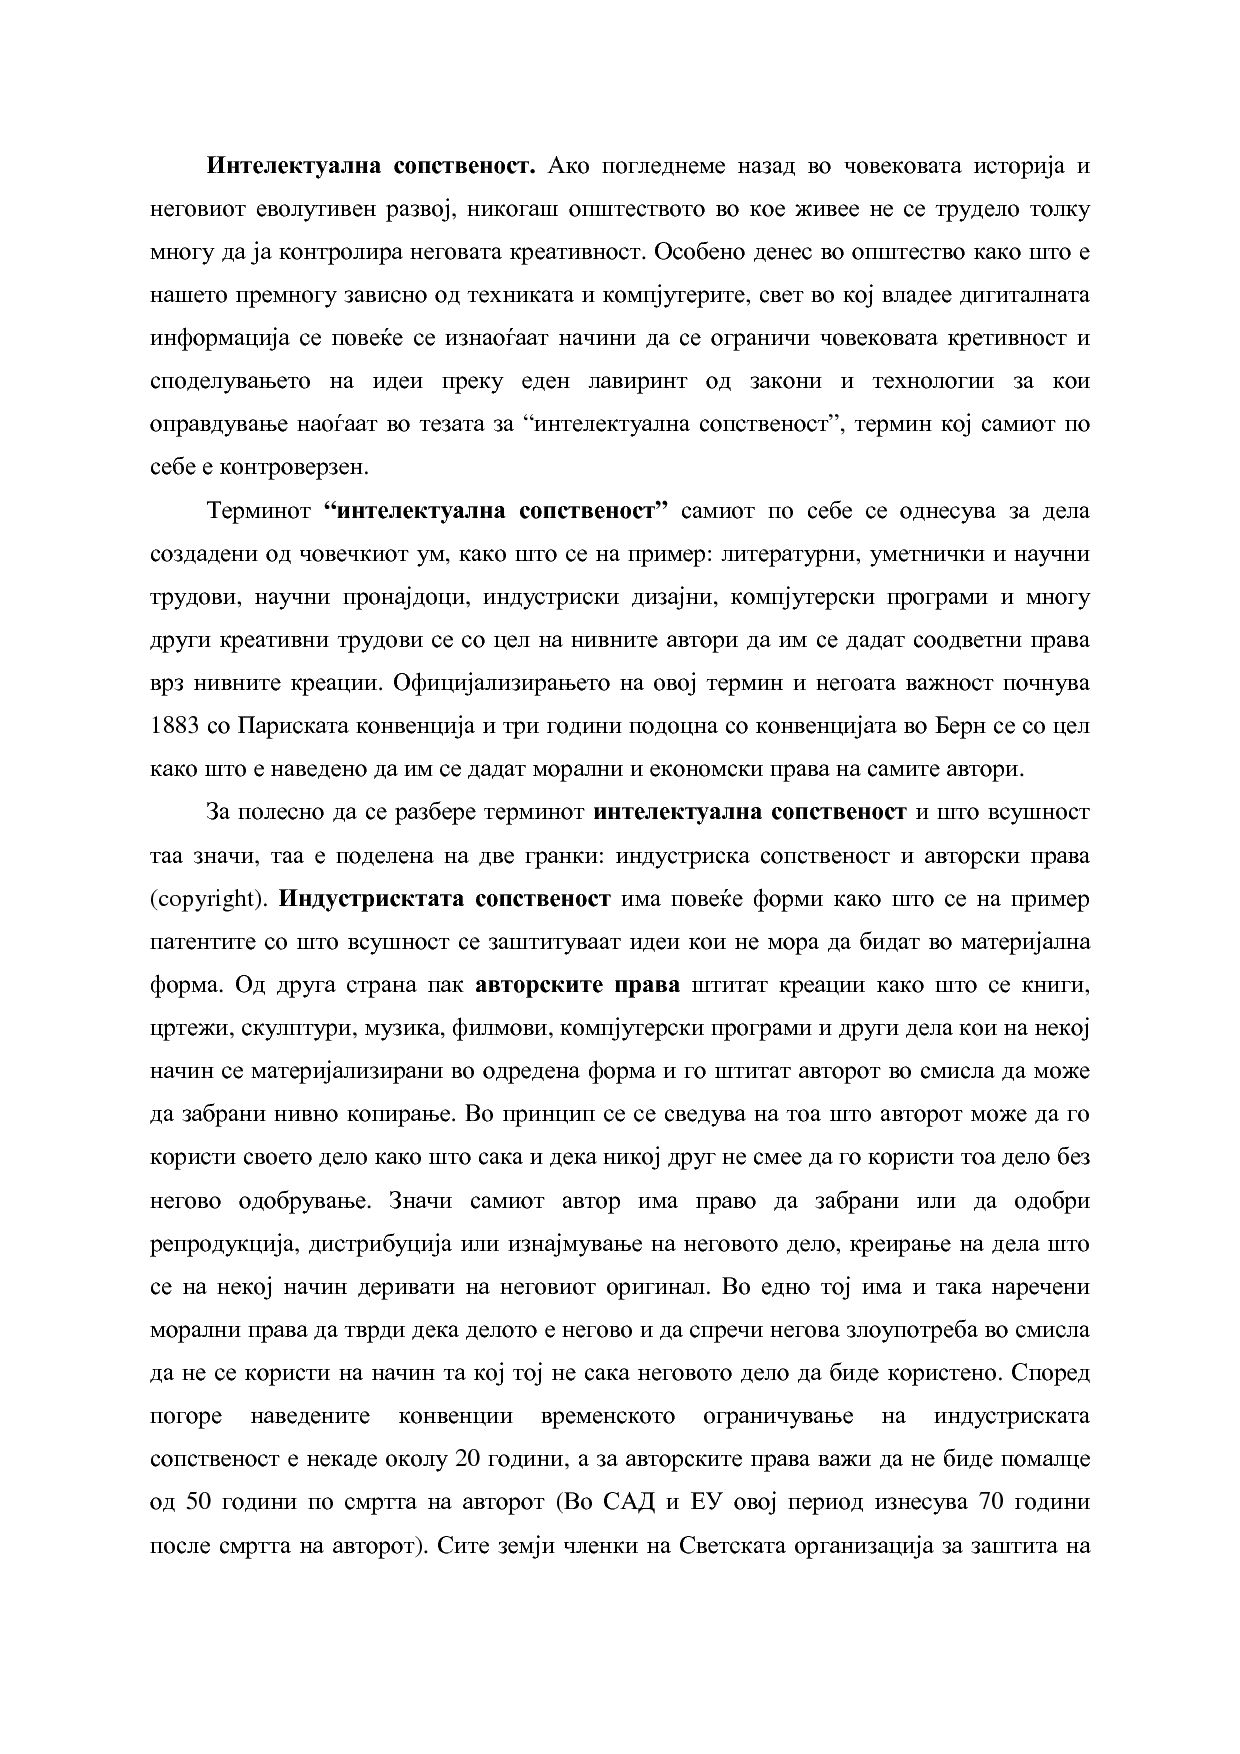 Интелектуална сопственост. Ако погледнеме назад во човековата историја и
неговиот еволутивен развој, никогаш општеството во кое живее не се трудело толку
многу да ја контролира неговата креативност. Особено денес во општество како што е
нашето премногу зависно од техниката и компјутерите, свет во кој владее дигиталната
информација се повеќе се изнаоѓаат начини да се ограничи човековата кретивност и
споделувањето на идеи преку еден лавиринт од закони и технологии за кои
оправдување наоѓаат во тезата за “интелектуална сопственост”, термин кој самиот по
себе е контроверзен.
Терминот “интелектуална сопственост” самиот по себе се однесува за дела
создадени од човечкиот ум, како што се на пример: литературни, уметнички и научни
трудови, научни пронајдоци, индустриски дизајни, компјутерски програми и многу
други креативни трудови се со цел на нивните автори да им се дадат соодветни права
врз нивните креации. Официјализирањето на овој термин и негоата важност почнува
1883 со Париската конвенција и три години подоцна со конвенцијата во Берн се со цел
како што е наведено да им се дадат морални и економски права на самите автори.
За полесно да се разбере терминот интелектуална сопственост и што всушност
таа значи, таа е поделена на две гранки: индустриска сопственост и авторски права
(copyright). Индустрисктата сопственост има повеќе форми како што се на пример
патентите со што всушност се заштитуваат идеи кои не мора да бидат во материјална
форма. Од друга страна пак авторските права штитат креации како што се книги,
цртежи, скулптури, музика, филмови, компјутерски програми и други дела кои на некој
начин се материјализирани во одредена форма и го штитат авторот во смисла да може
да забрани нивно копирање. Во принцип се се сведува на тоа што авторот може да го
користи своето дело како што сака и дека никој друг не смее да го користи тоа дело без
негово одобрување. Значи самиот автор има право да забрани или да одобри
репродукција, дистрибуција или изнајмување на неговото дело, креирање на дела што
се на некој начин деривати на неговиот оригинал. Во едно тој има и така наречени
морални права да тврди дека делото е негово и да спречи негова злоупотреба во смисла
да не се користи на начин та кој тој не сака неговото дело да биде користено. Според
погоре наведените конвенции временското ограничување на индустриската
сопственост е некаде околу 20 години, а за авторските права важи да не биде помалце
од 50 години по смртта на авторот (Во САД и ЕУ овој период изнесува 70 години
после смртта на авторот). Сите земји членки на Светската организација за заштита на